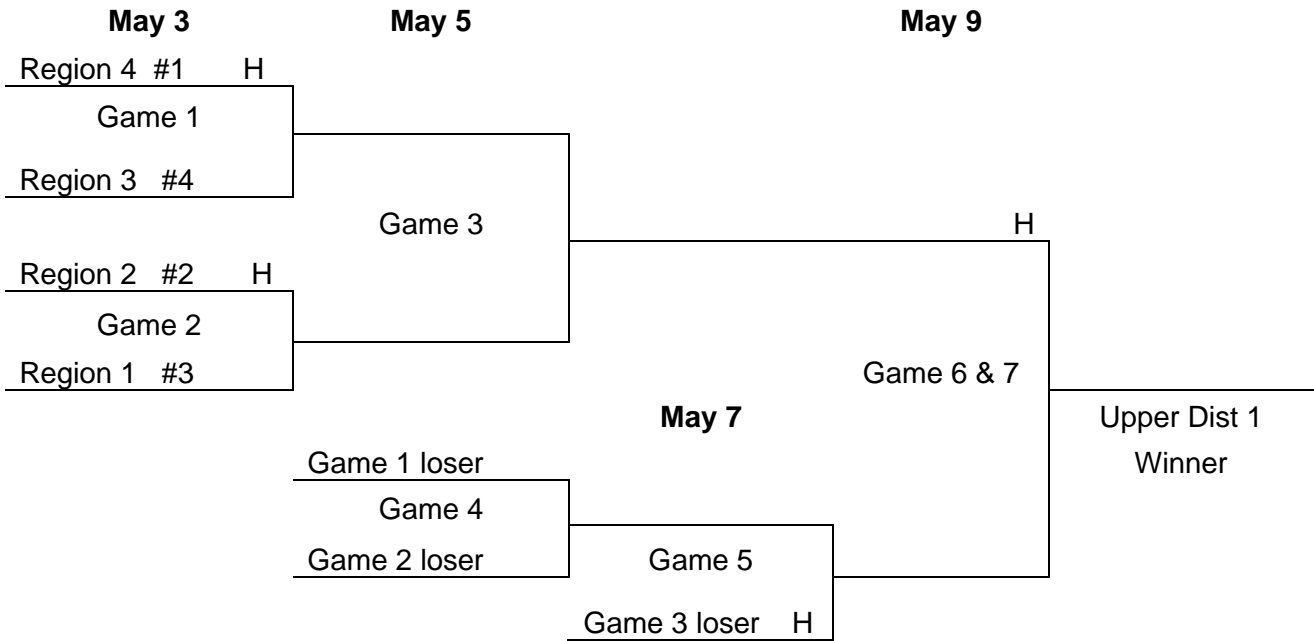 May 3 May 5 May 9
Region 4 #1 H
Game 1
Region 3 #4
Game 3 H
Region 2 #2 H
Game 2
Region 1 #3 Game 6 & 7
May 7 Upper Dist 1
Game 1 loser Winner
Game 4
Game 2 loser Game 5
Game 3 loser H